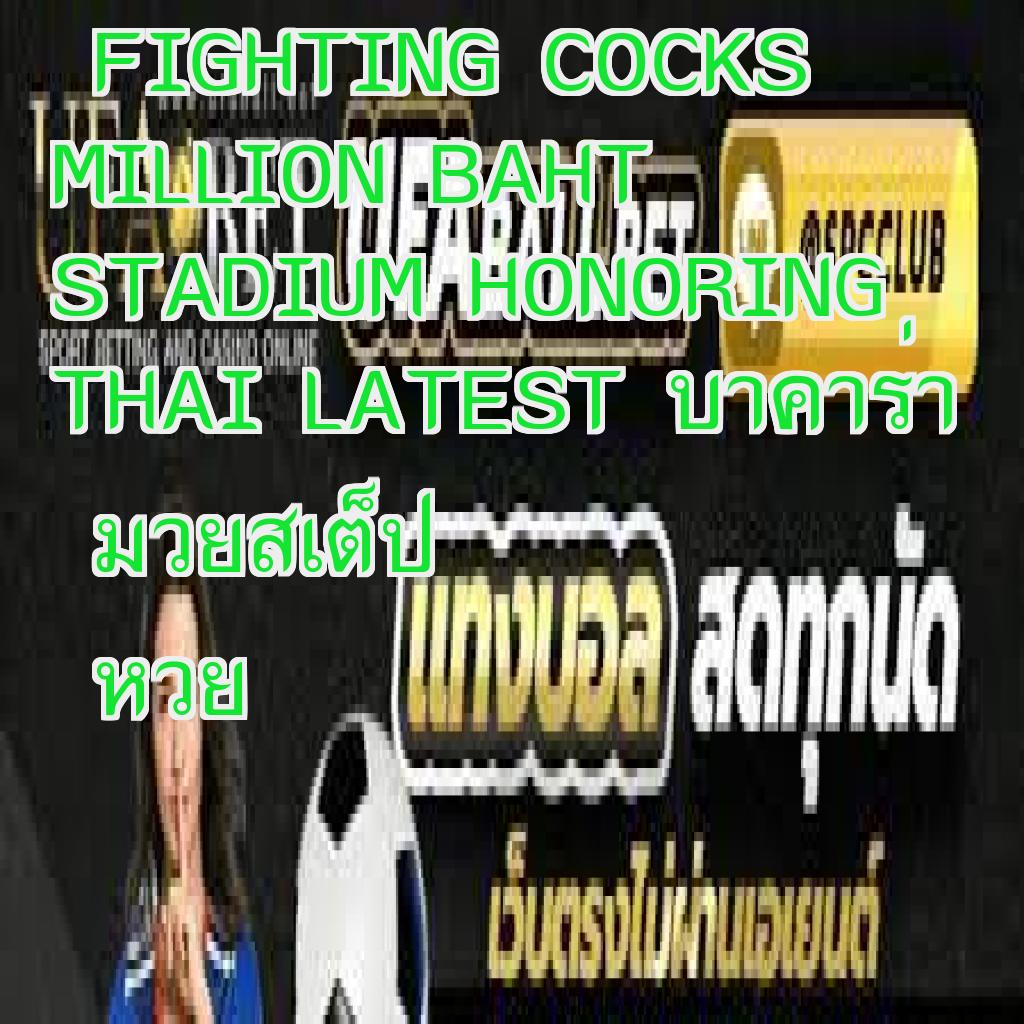 FIGHTING COCKS
MILLION BAHT
STADIUM HONORING
THAI LATEST บาคาร่า
มวยสเต็ป
หวย
UFABALL.BET
@SBCCLUB
SPORT BETTING AND CASINO ONLINE
แทงบอล สดทุกนัด
เว็บตรงไม่ผ่านเอเย่นต์